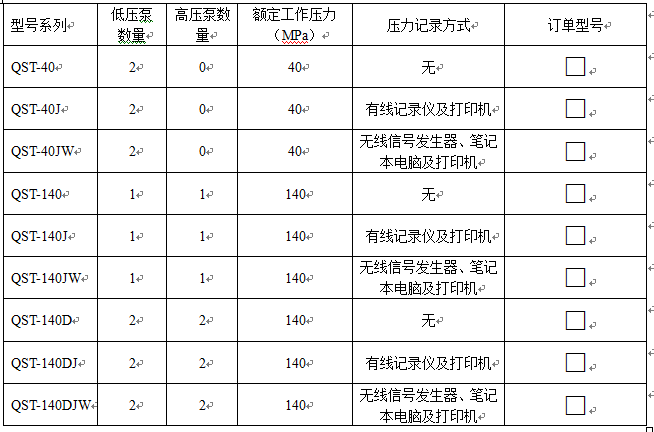 型号系列 低压泵数量 高压泵数量 额定工作压力（MPa） 压力记录方式 订单型号
QST-40 2 0 40 无 □
QST-40J 2 0 40 有线记录仪及打印机 □
QST-40JW 2 0 40 无线信号发生器、笔记本电脑及打印机 □
QST-140 1 1 140 无 □
QST-140J 1 1 140 有线记录仪及打印机 □
QST-140JW 1 1 140 无线信号发生器、笔记本电脑及打印机 □
QST-140D 2 2 140 无 □
QST-140DJ 2 2 140 有线记录仪及打印机 □
QST-140DJW 2 2 140 无线信号发生器、笔记本电脑及打印机 □